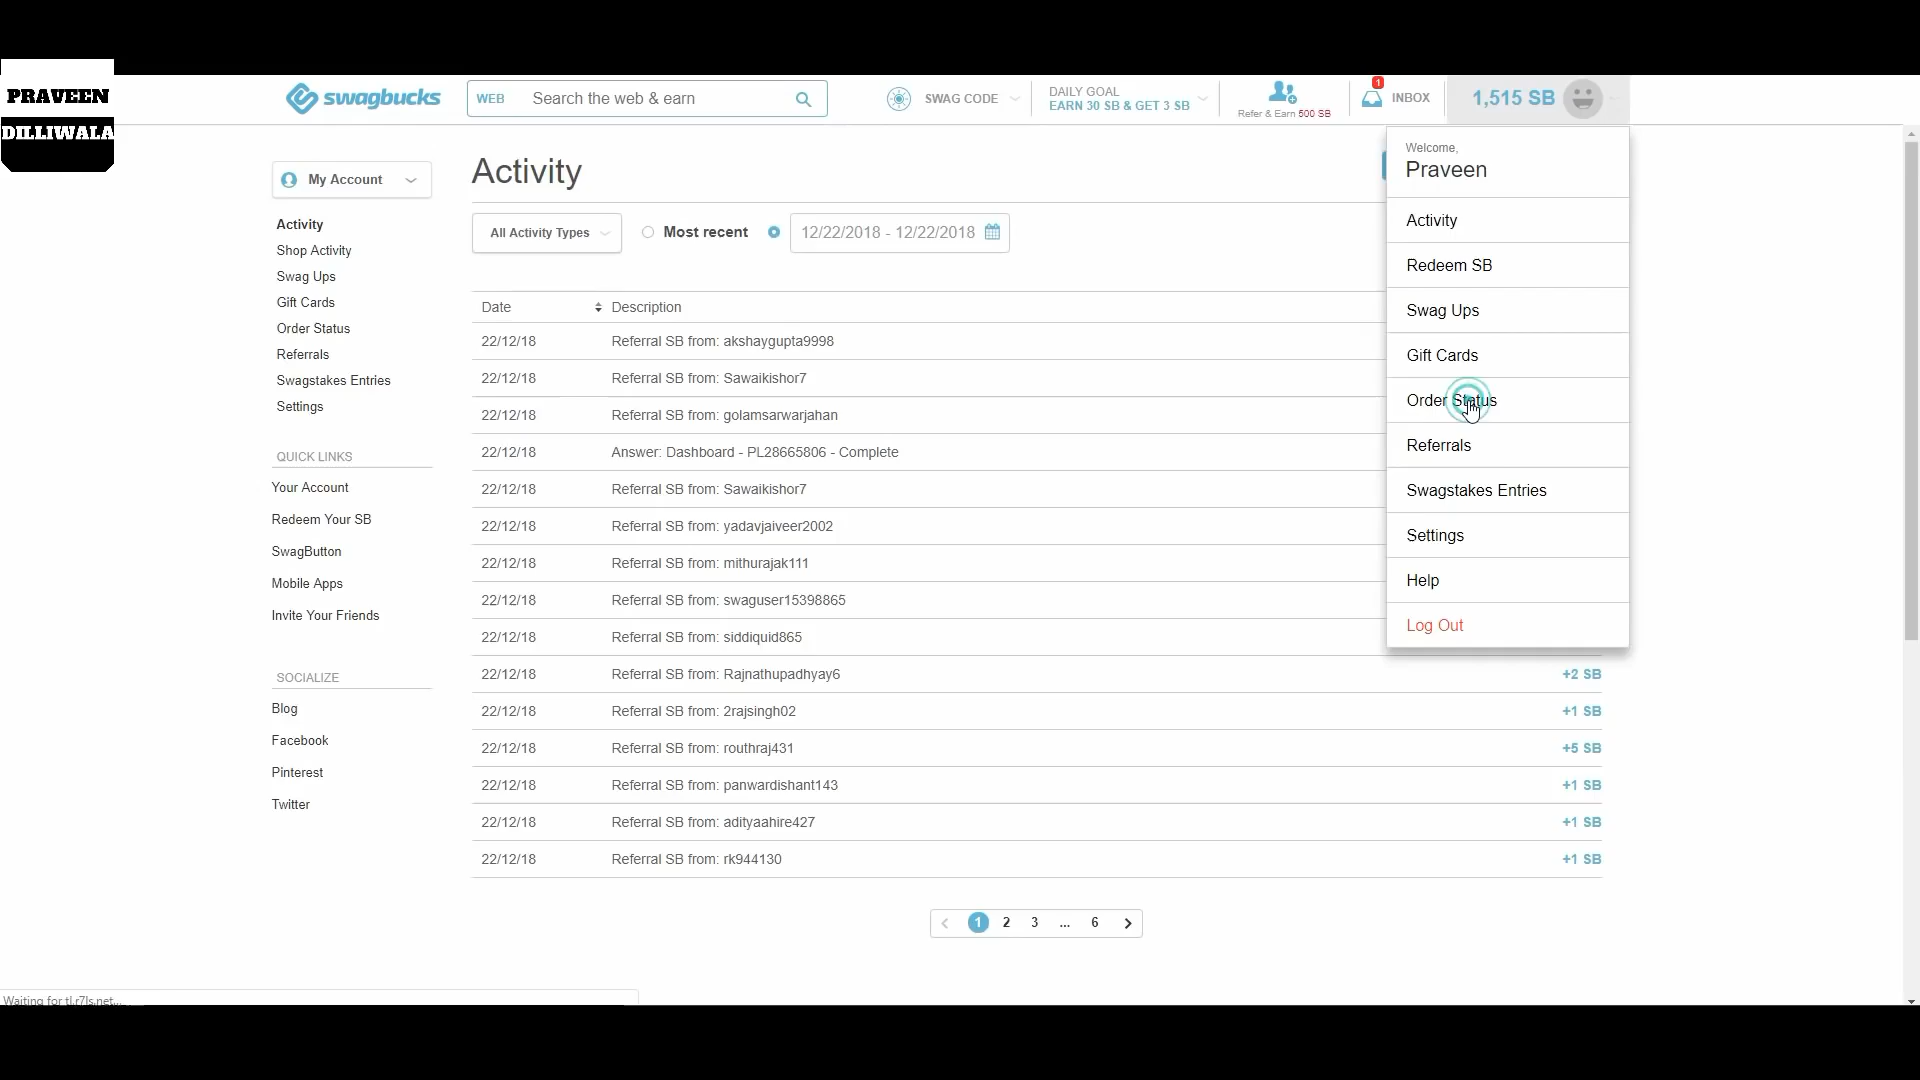 PRAVEEN
DILLIWALA
swagbucks
WEB Search the web & earn
SWAG CODE
DAILY GOAL
EARN 30 SB & GET 3 SB
Refer & Earn 500 SB
1
INBOX
1,515 SB
My Account
Activity
Shop Activity
Swag Ups
Gift Cards
Order Status
Referrals
Swagstakes Entries
Settings
QUICK LINKS
Your Account
Redeem Your SB
SwagButton
Mobile Apps
Invite Your Friends
SOCIALIZE
Blog
Facebook
Pinterest
Twitter
Activity
All Activity Types Most recent 12/22/2018 - 12/22/2018
Date Description
22/12/18 Referral SB from: akshaygupta9998
22/12/18 Referral SB from: Sawaikishor7
22/12/18 Referral SB from: golamsarwarjahan
22/12/18 Answer: Dashboard - PL28665806 - Complete
22/12/18 Referral SB from: Sawaikishor7
22/12/18 Referral SB from: yadavjaiveer2002
22/12/18 Referral SB from: mithurajak111
22/12/18 Referral SB from: swaguser15398865
22/12/18 Referral SB from: siddiquid865
22/12/18 Referral SB from: Rajnathupadhyay6 +2 SB
22/12/18 Referral SB from: 2rajsingh02 +1 SB
22/12/18 Referral SB from: routhraj431 +5 SB
22/12/18 Referral SB from: panwardishant143 +1 SB
22/12/18 Referral SB from: adityaahire427 +1 SB
22/12/18 Referral SB from: rk944130 +1 SB
1 2 3 ... 6
Welcome,
Praveen
Activity
Redeem SB
Swag Ups
Gift Cards
Order Status
Referrals
Swagstakes Entries
Settings
Help
Log Out
Waiting for tl.r7ls.net...